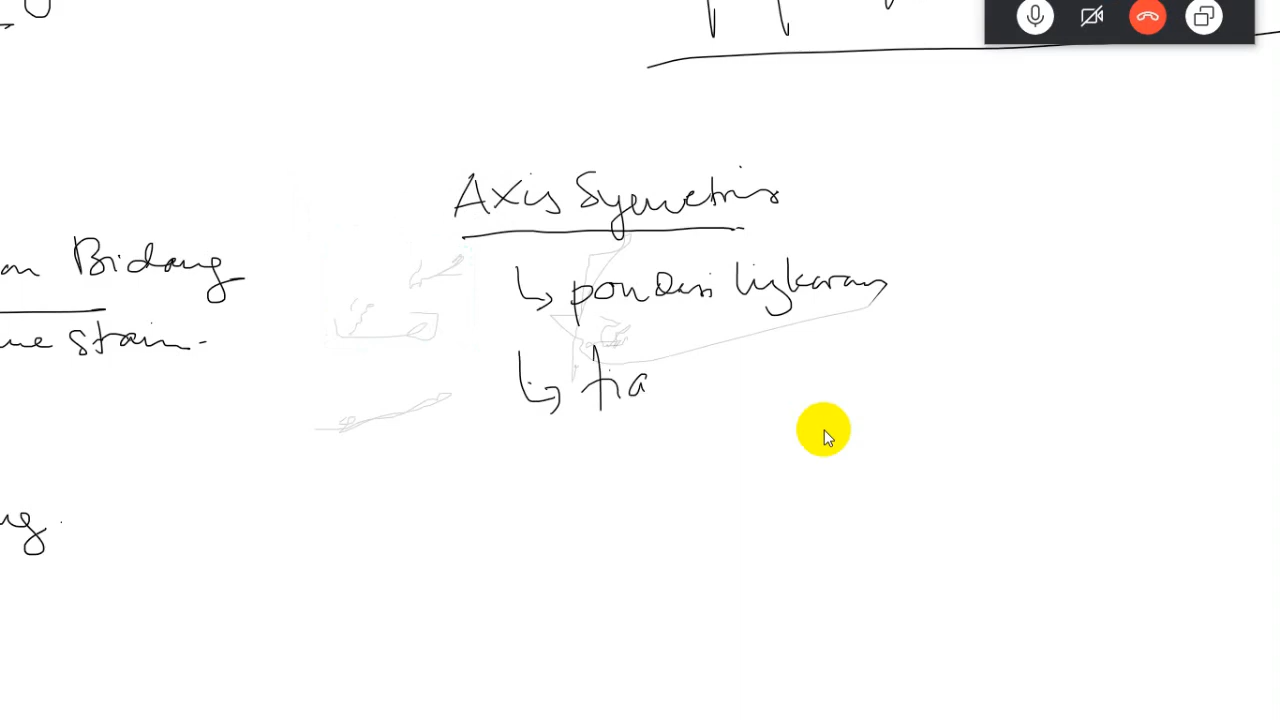 Axis Symetris
on Bidang
↳ pondasi lingkaran
ne strain.
↳ tia
ng.